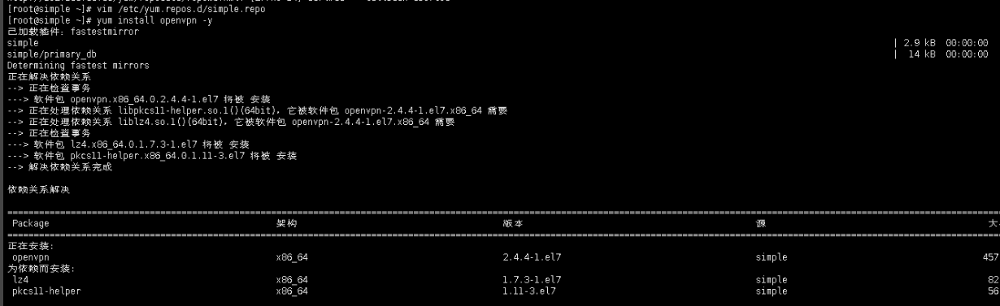 [root@simple ~]# vim /etc/yum.repos.d/simple.repo
[root@simple ~]# yum install openvpn -y
已加载插件: fastestmirror
simple | 2.9 kB 00:00:00
simple/primary_db | 14 kB 00:00:00
Determining fastest mirrors
正在解决依赖关系
--> 正在检查事务
---> 软件包 openvpn.x86_64.0.2.4.4-1.el7 将被 安装
--> 正在处理依赖关系 libpkcs11-helper.so.1()(64bit)，它被软件包 openvpn-2.4.4-1.el7.x86_64 需要
--> 正在处理依赖关系 liblz4.so.1()(64bit)，它被软件包 openvpn-2.4.4-1.el7.x86_64 需要
--> 正在检查事务
---> 软件包 lz4.x86_64.0.1.7.3-1.el7 将被 安装
---> 软件包 pkcs11-helper.x86_64.0.1.11-3.el7 将被 安装
--> 解决依赖关系完成
依赖关系解决
================================================================================
Package 架构 版本 源 大
================================================================================
正在安装:
openvpn x86_64 2.4.4-1.el7 simple 457
为依赖而安装:
lz4 x86_64 1.7.3-1.el7 simple 82
pkcs11-helper x86_64 1.11-3.el7 simple 56